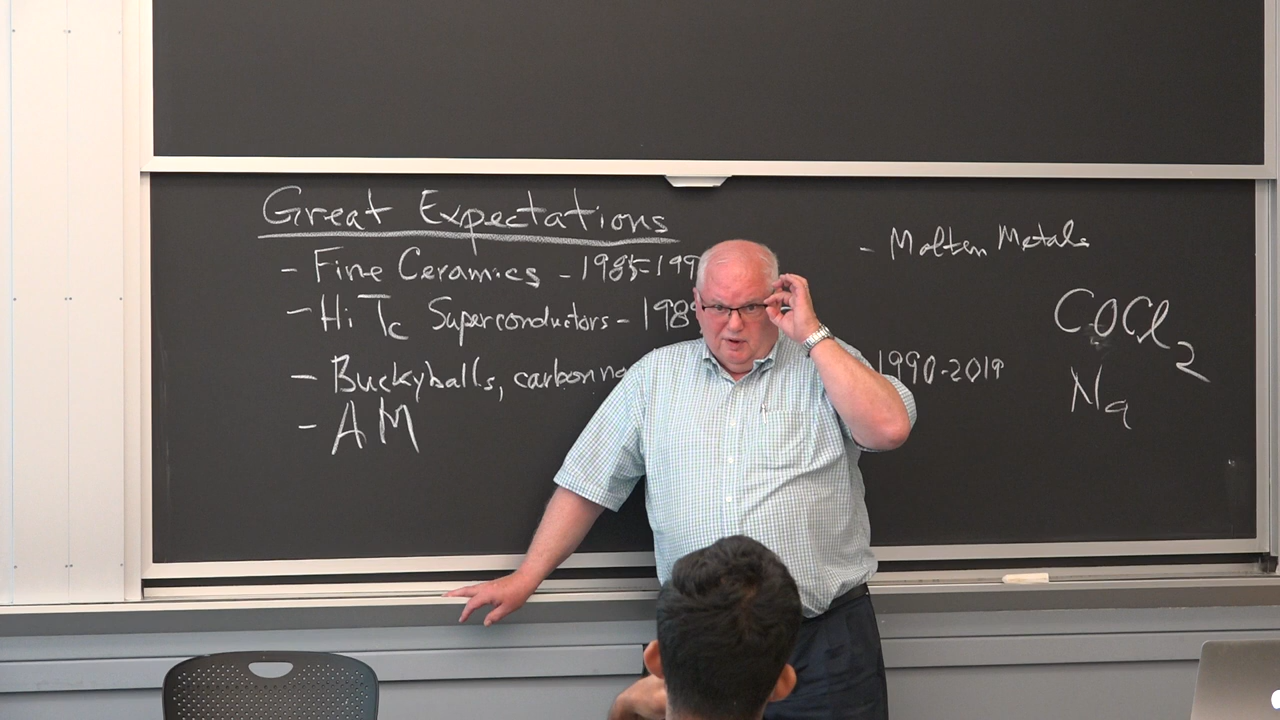 Great Expectations
- Fine Ceramics - 1985-199
- Hi Tc Superconductors - 198
- Buckyballs, carbon na 1990-2019
- AM
- Molten Metals
COCl2
Na